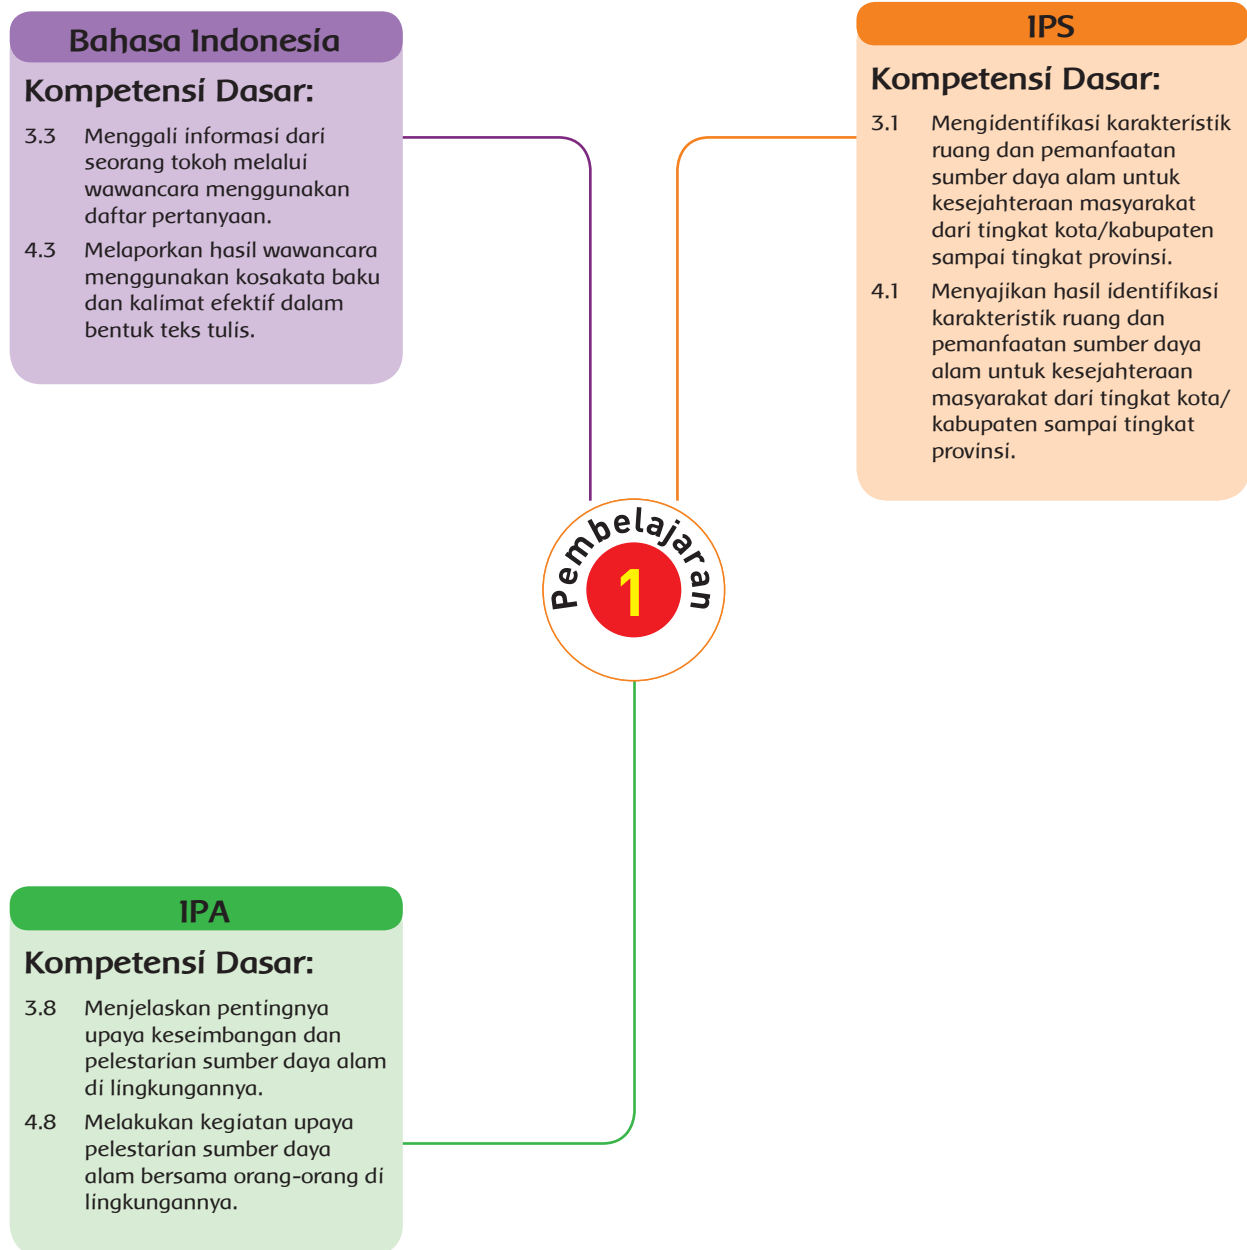 Bahasa Indonesia
Kompetensi Dasar:
3.3 Menggali informasi dari
seorang tokoh melalui
wawancara menggunakan
daftar pertanyaan.
4.3 Melaporkan hasil wawancara
menggunakan kosakata baku
dan kalimat efektif dalam
bentuk teks tulis.
IPS
Kompetensi Dasar:
3.1 Mengidentifikasi karakteristik
ruang dan pemanfaatan
sumber daya alam untuk
kesejahteraan masyarakat
dari tingkat kota/kabupaten
sampai tingkat provinsi.
4.1 Menyajikan hasil identifikasi
karakteristik ruang dan
pemanfaatan sumber daya
alam untuk kesejahteraan
masyarakat dari tingkat kota/
kabupaten sampai tingkat
provinsi.
Pembelajaran
1
IPA
Kompetensi Dasar:
3.8 Menjelaskan pentingnya
upaya keseimbangan dan
pelestarian sumber daya alam
di lingkungannya.
4.8 Melakukan kegiatan upaya
pelestarian sumber daya
alam bersama orang-orang di
lingkungannya.